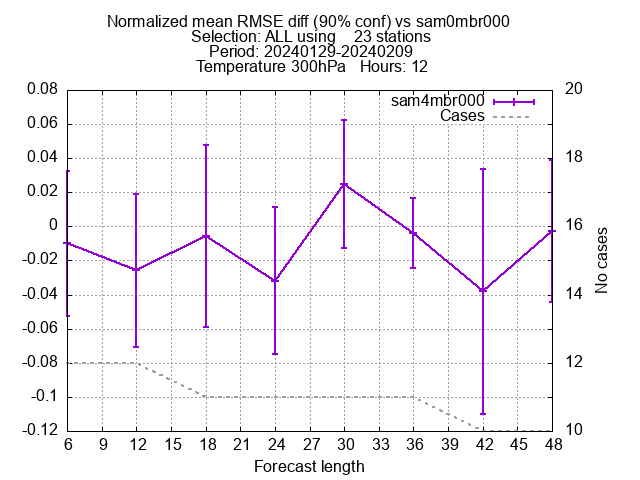 Normalized mean RMSE diff (90% conf) vs sam0mbr000
Selection: ALL using    23 stations
Period: 20240129-20240209
Temperature 300hPa   Hours: 12
sam4mbr000
Cases
0.08
0.06
0.04
0.02
0
-0.02
-0.04
-0.06
-0.08
-0.1
-0.12
20
18
16
14
12
10
No cases
6 9 12 15 18 21 24 27 30 33 36 39 42 45 48
Forecast length